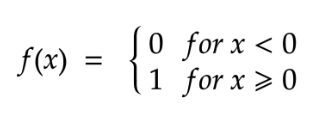 f(x) = { 0 for x < 0
1 for x ⩾ 0